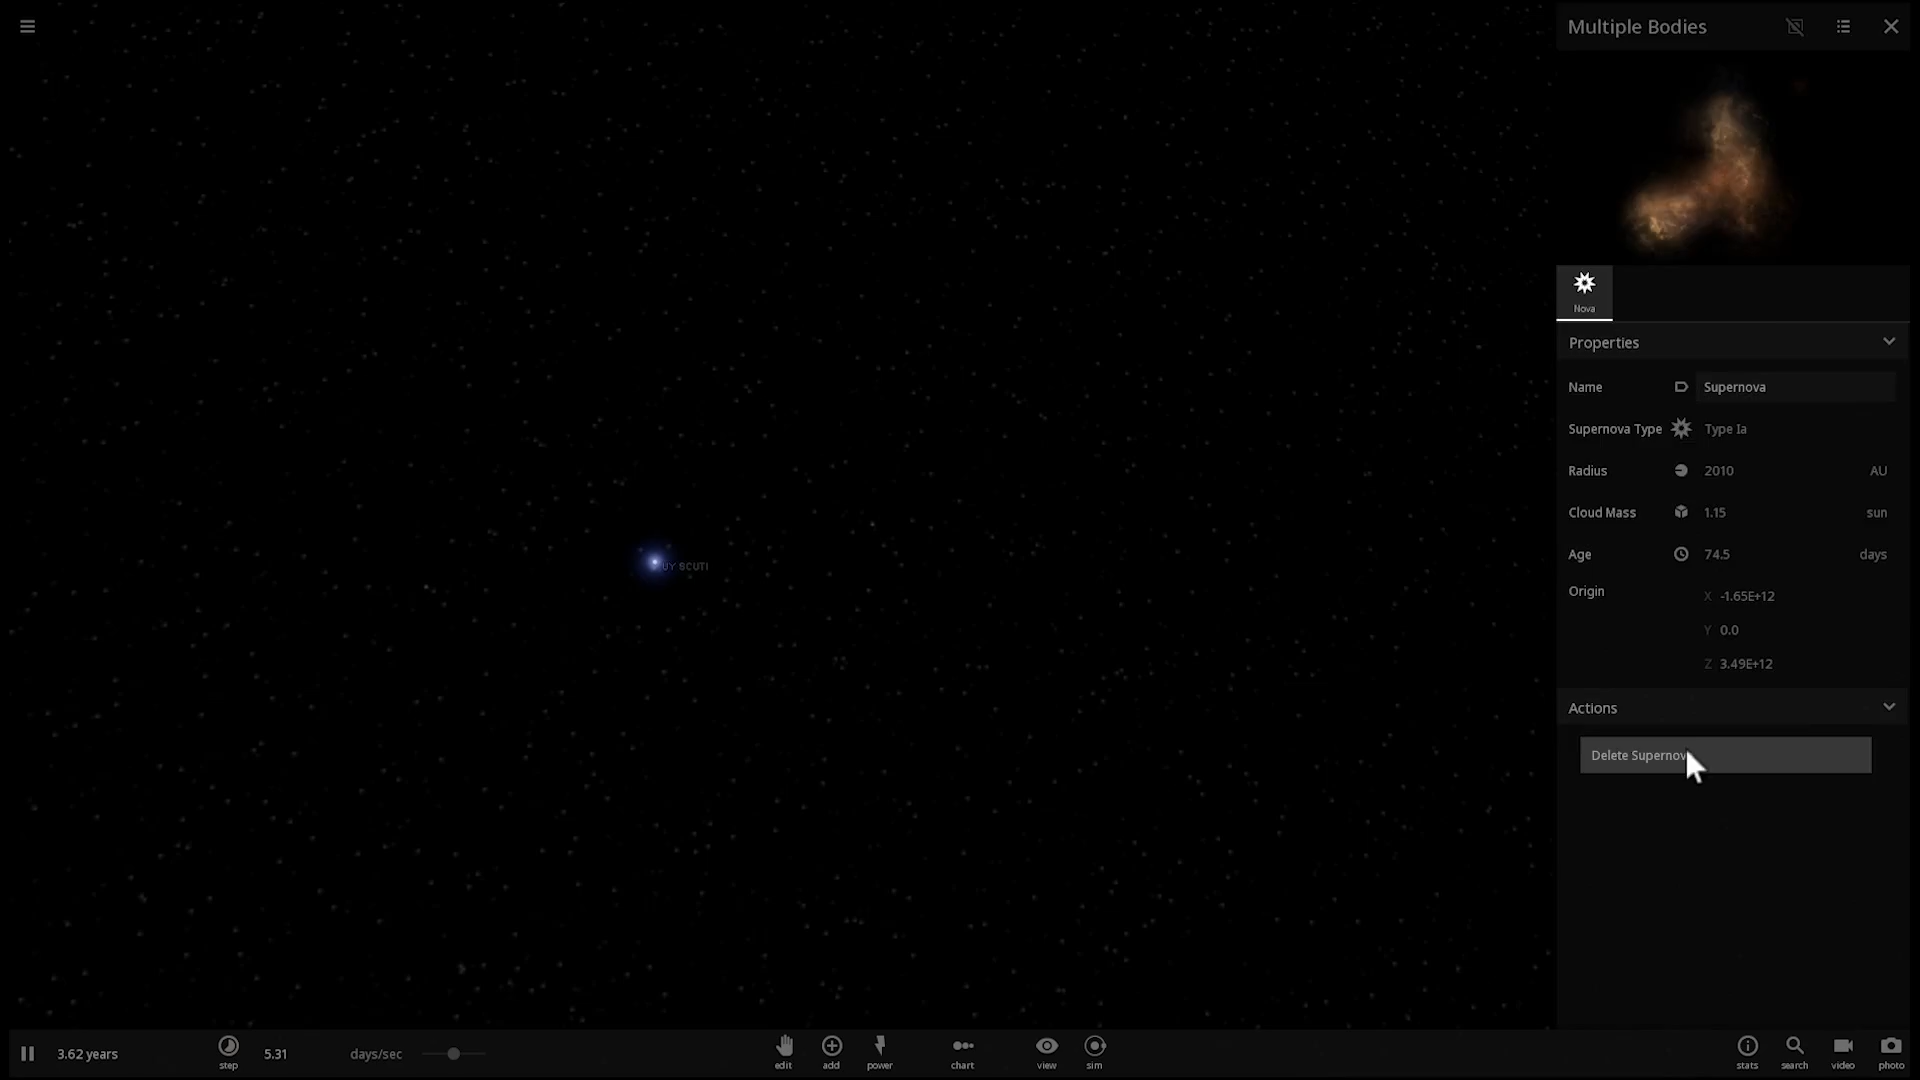 Multiple Bodies
Nova
Properties
Name Supernova
Supernova Type Type Ia
Radius 2010 AU
Cloud Mass 1.15 sun
Age 74.5 days
Origin X -1.65E+12
Y 0.0
Z 3.49E+12
Actions
Delete Supernov
UY SCUTI
3.62 years
step
5.31 days/sec
edit
add
power
chart
view
sim
stats
search
video
photo